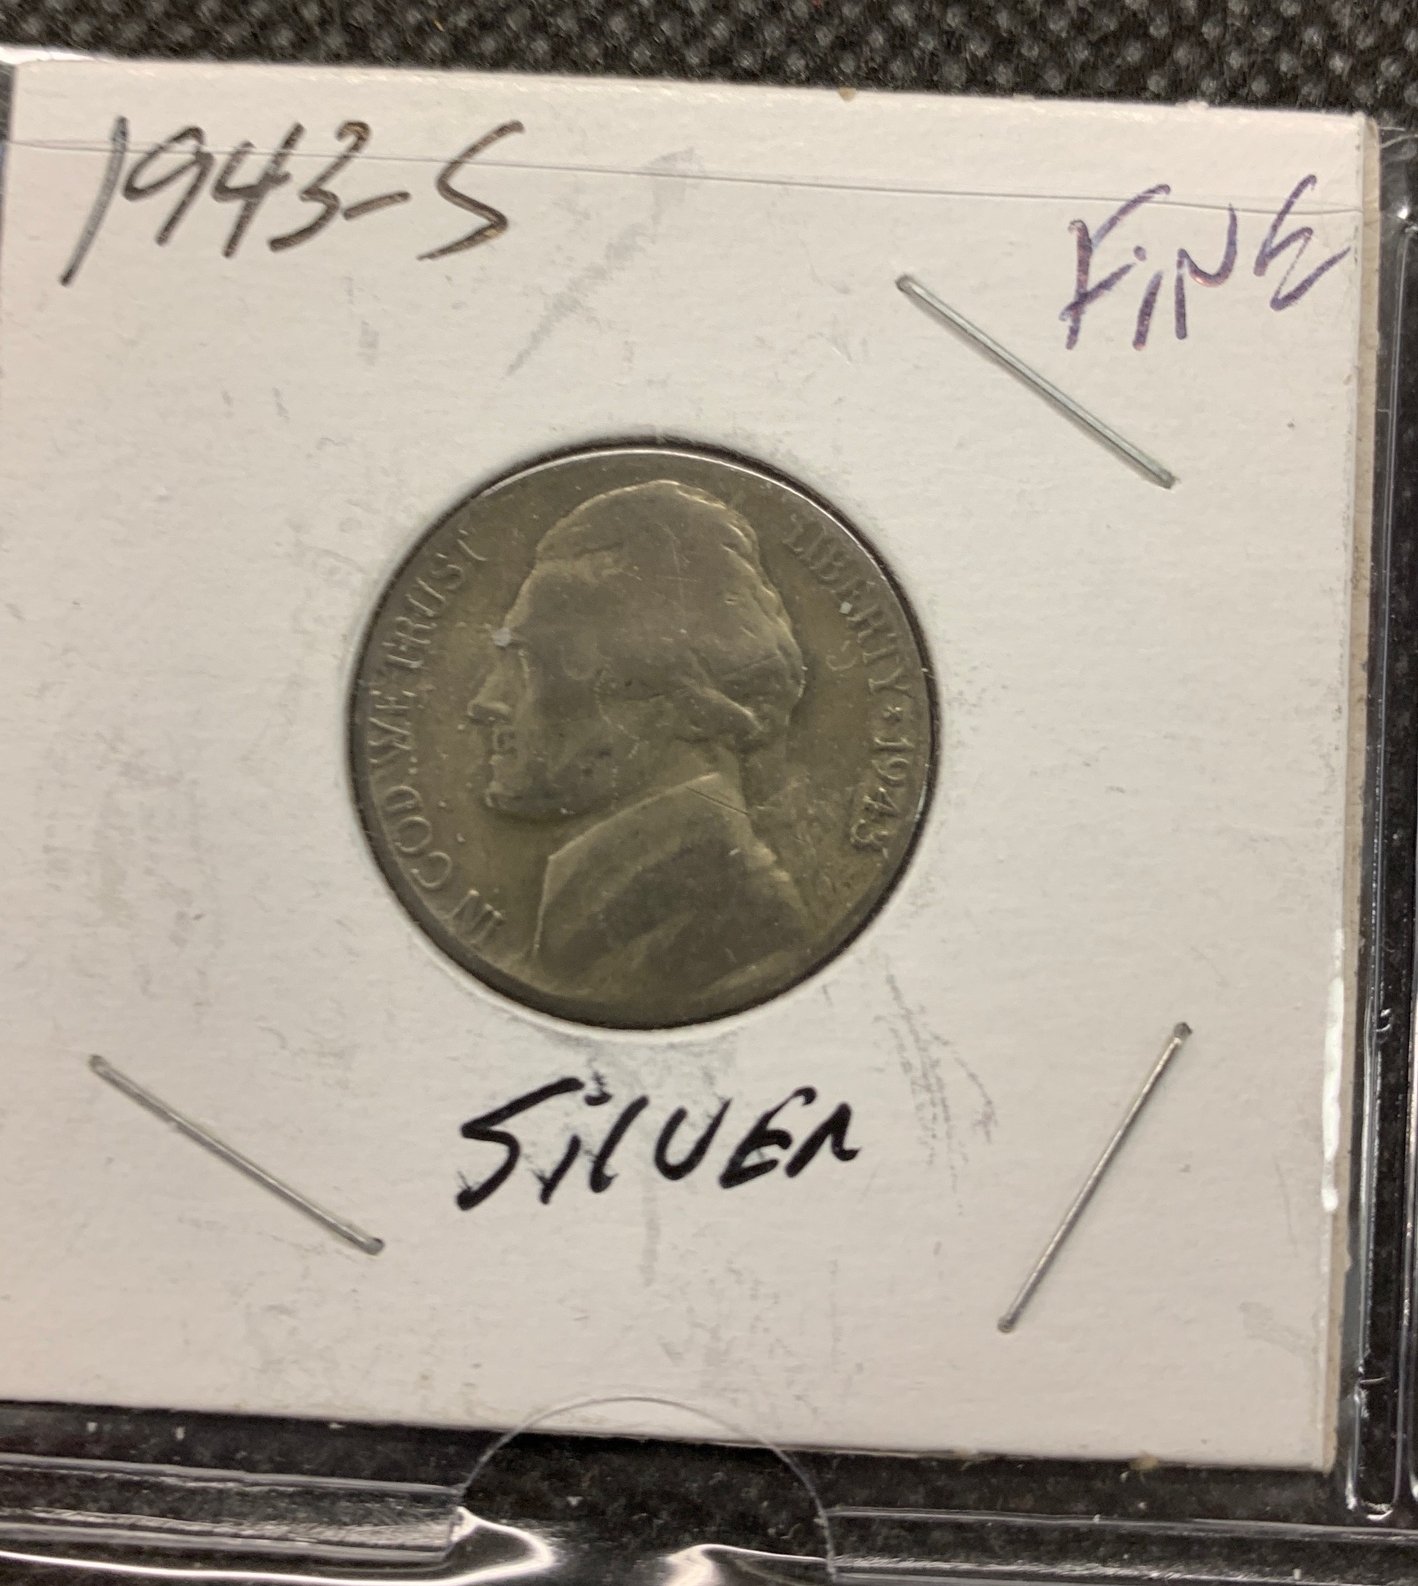 1943-S
FiNE
IN GOD WE TRUST
LIBERTY ★ 1943
SilVER